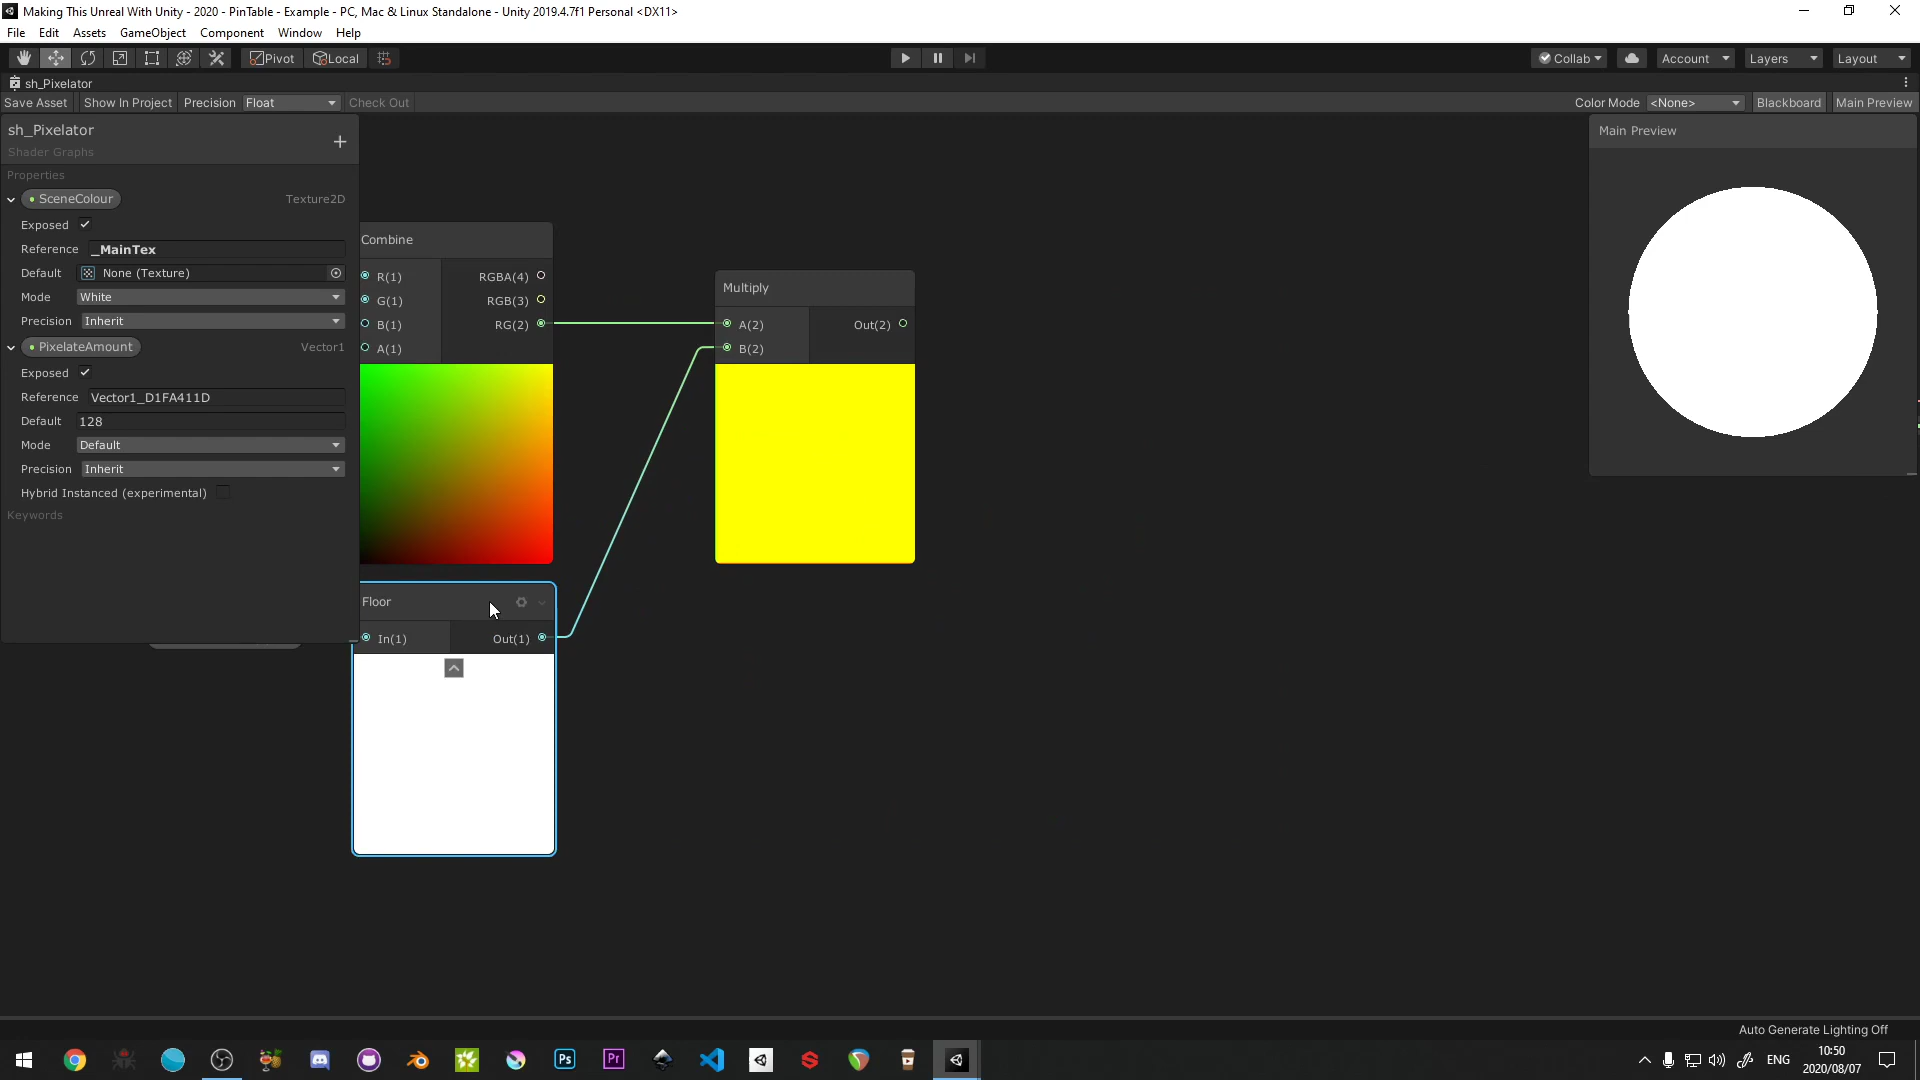 Making This Unreal With Unity - 2020 - PinTable - Example - PC, Mac & Linux Standalone - Unity 2019.4.7f1 Personal <DX11>
File Edit Assets GameObject Component Window Help
Pivot Local Collab Account Layers Layout
sh_Pixelator
Save Asset Show In Project Precision Float Check Out Color Mode <None> Blackboard Main Preview
sh_Pixelator
Shader Graphs
Properties
SceneColour Texture2D
Exposed
Reference _MainTex
Default None (Texture)
Mode White
Precision Inherit
PixelateAmount Vector1
Exposed
Reference Vector1_D1FA411D
Default 128
Mode Default
Precision Inherit
Hybrid Instanced (experimental)
Keywords
Combine
R(1) RGBA(4)
G(1) RGB(3)
B(1) RG(2)
A(1)
Floor
In(1) Out(1)
Multiply
A(2) Out(2)
B(2)
Main Preview
Auto Generate Lighting Off
Ps
Pr
ENG
10:50
2020/08/07